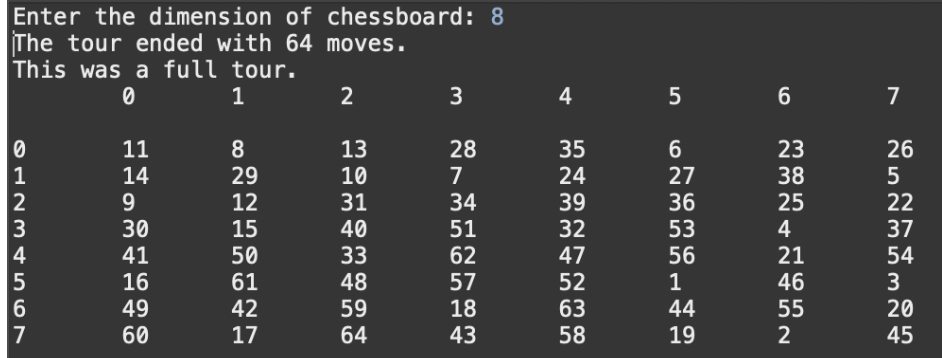 Enter the dimension of chessboard: 8
The tour ended with 64 moves.
This was a full tour.
0 1 2 3 4 5 6 7
0 11 8 13 28 35 6 23 26
1 14 29 10 7 24 27 38 5
2 9 12 31 34 39 36 25 22
3 30 15 40 51 32 53 4 37
4 41 50 33 62 47 56 21 54
5 16 61 48 57 52 1 46 3
6 49 42 59 18 63 44 55 20
7 60 17 64 43 58 19 2 45